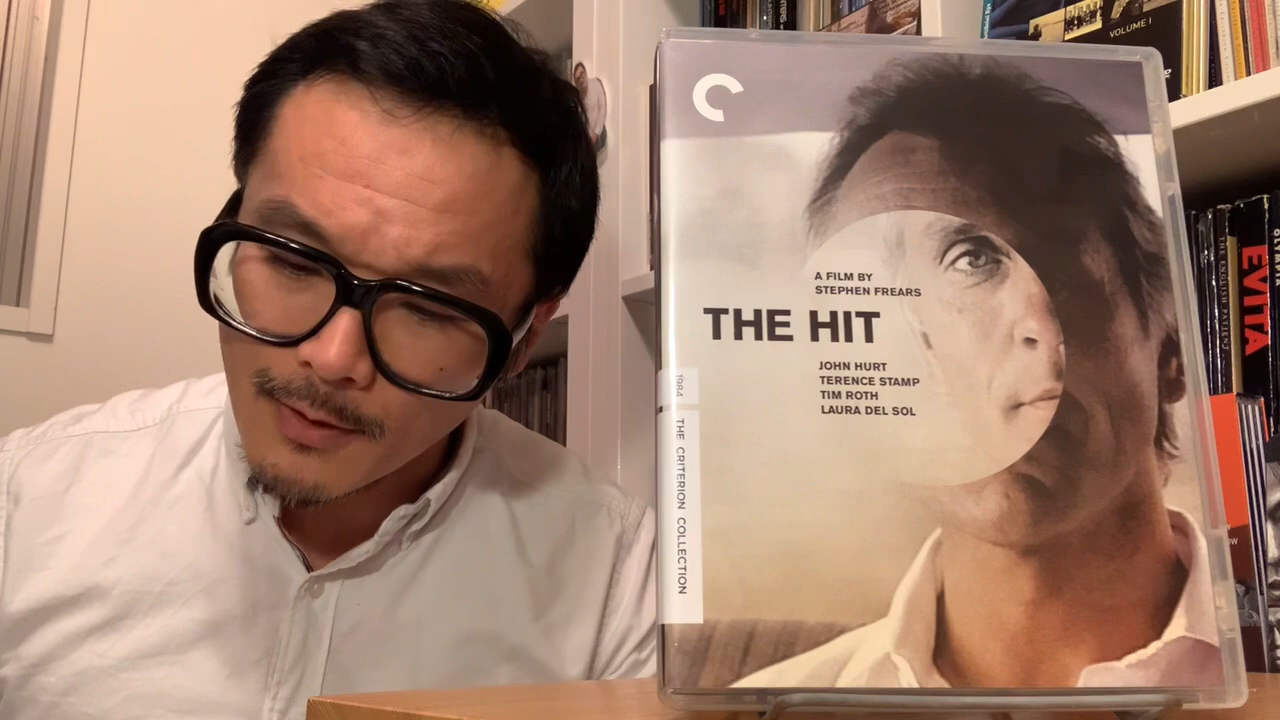 VOLUME I
A FILM BY
STEPHEN FREARS
THE HIT
JOHN HURT
TERENCE STAMP
TIM ROTH
LAURA DEL SOL
1984
THE CRITERION COLLECTION
THE ENGLISH PATIENT
EVITA